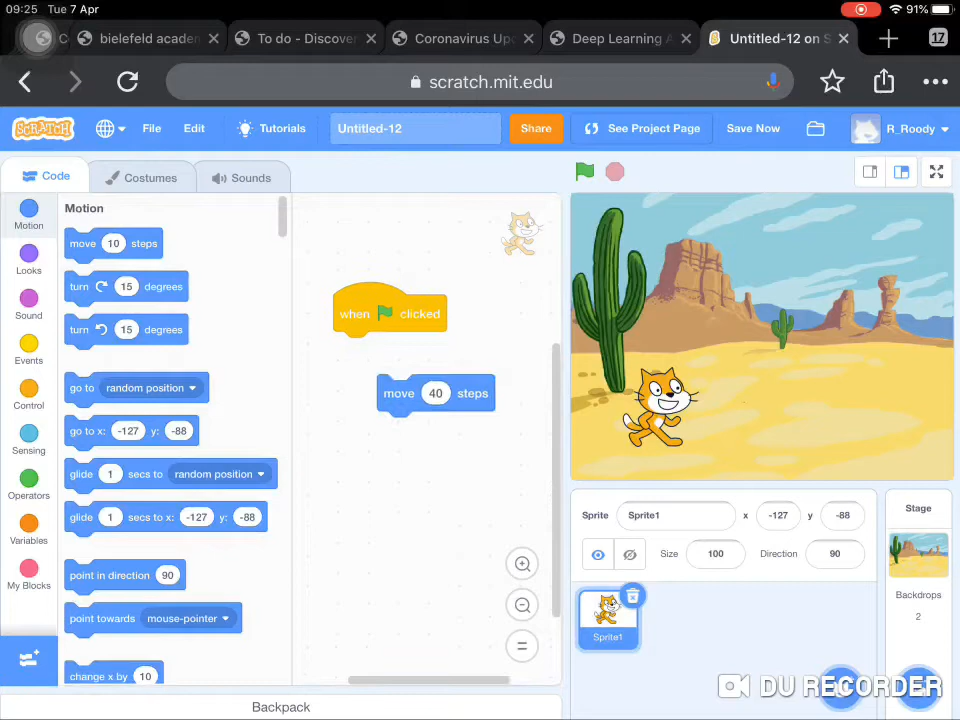 09:25 Tue 7 Apr 91%
bielefeld acade
To do - Discove
Coronavirus Up
Deep Learning A
Untitled-12 on S
17
scratch.mit.edu
SCRATCH
File
Edit
Tutorials
Untitled-12
Share
See Project Page
Save Now
R_Roody
Code
Costumes
Sounds
Motion
Looks
Sound
Events
Control
Sensing
Operators
Variables
My Blocks
Motion
move 10 steps
turn 15 degrees
turn 15 degrees
go to random position
go to x: -127 y: -88
glide 1 secs to random position
glide 1 secs to x: -127 y: -88
point in direction 90
point towards mouse-pointer
change x by 10
when clicked
move 40 steps
Sprite Sprite1 x -127 y -88
Size 100 Direction 90
Sprite1
Stage
Backdrops
2
Backpack
DU RECORDER